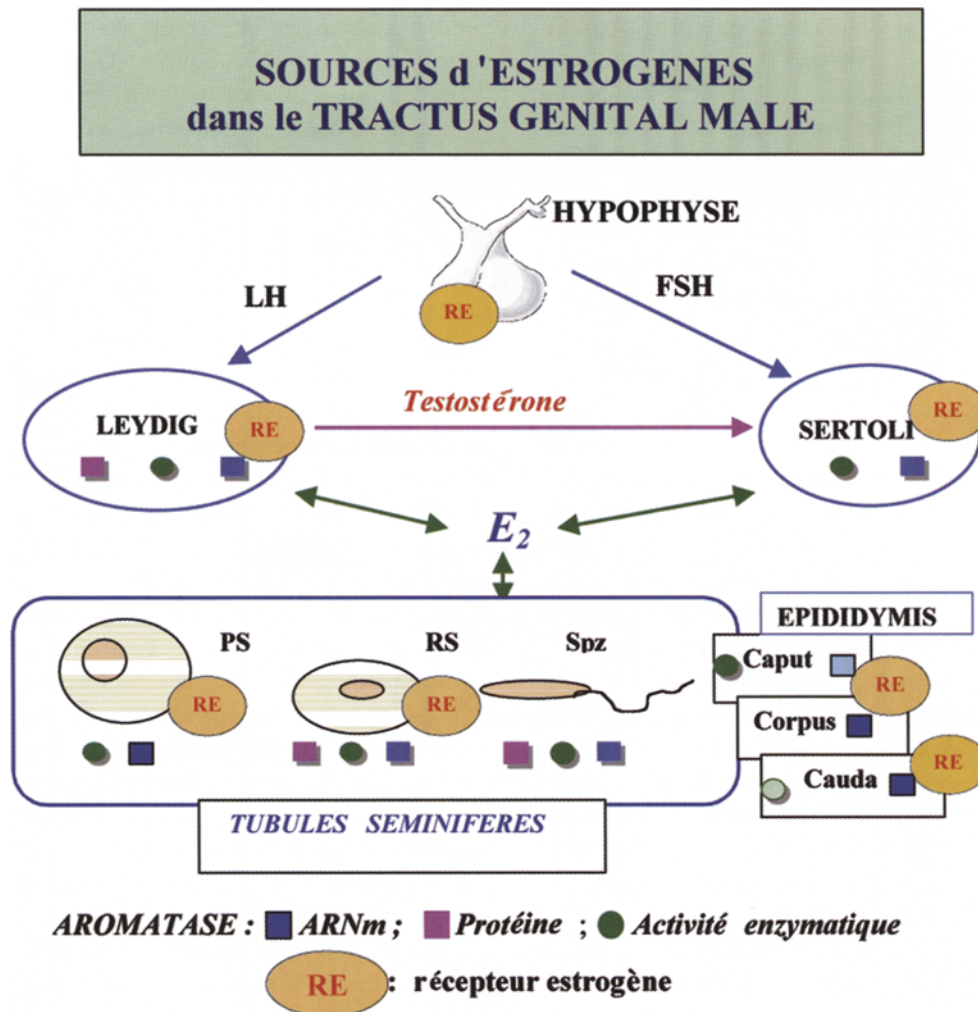 SOURCES d'ESTROGENES
dans le TRACTUS GENITAL MALE
HYPOPHYSE
LH
FSH
RE
LEYDIG
RE
Testostérone
SERTOLI
RE
E2
PS
RE
RS
RE
Spz
EPIDIDYMIS
Caput
RE
Corpus
Cauda
RE
TUBULES SEMINIFERES
AROMATASE : ARNm ; Protéine ; Activité enzymatique
RE : récepteur estrogène